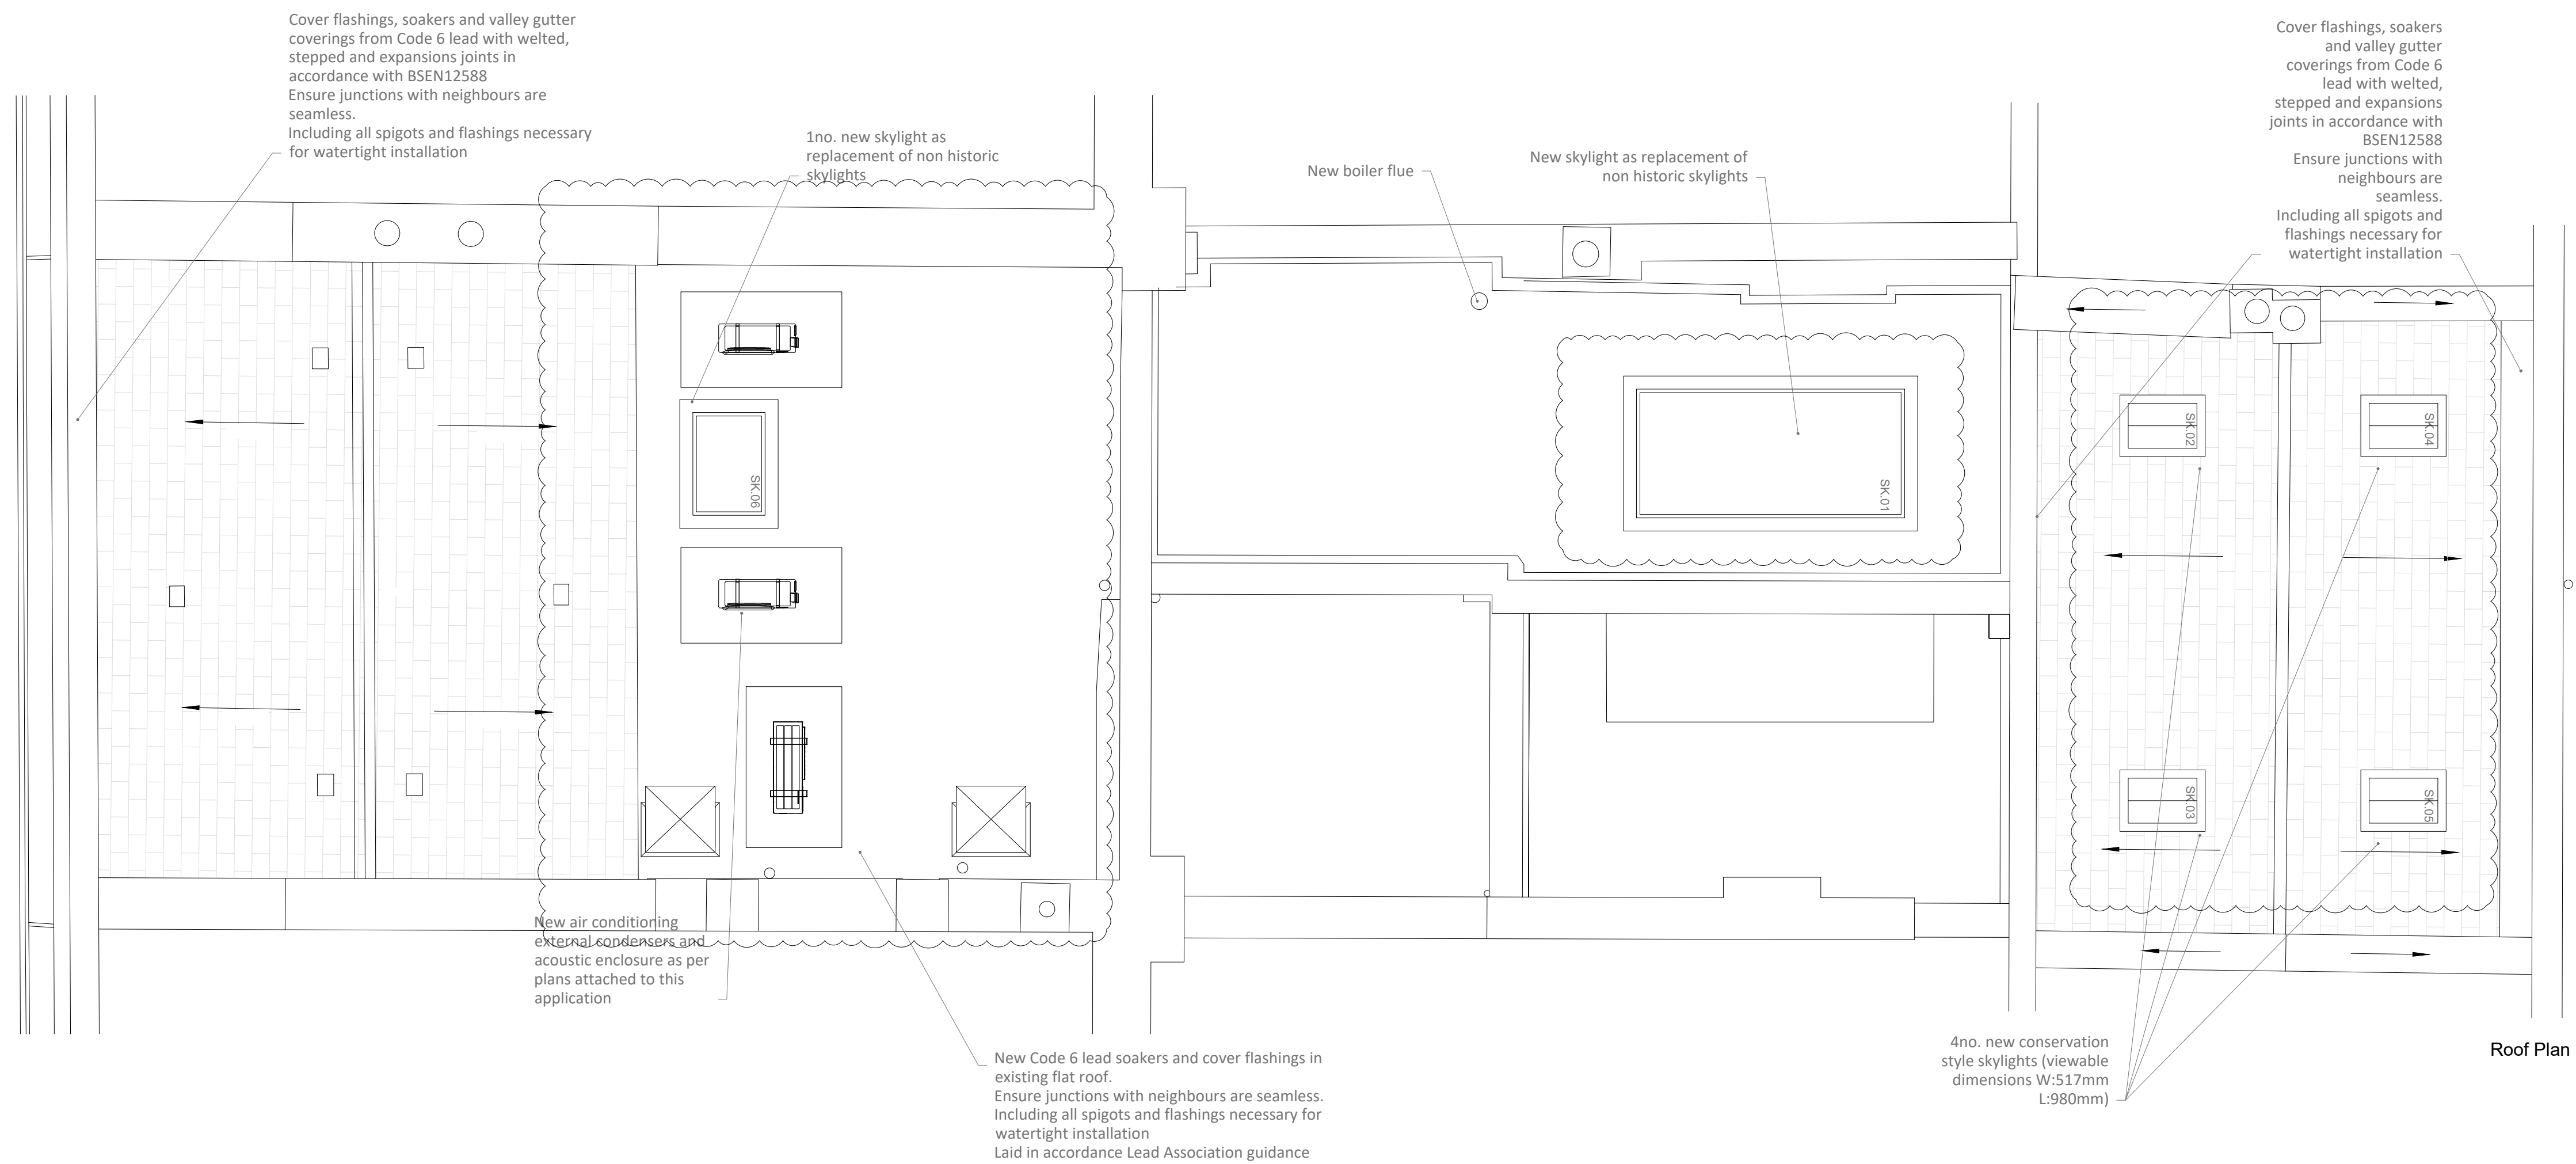 Cover flashings, soakers and valley gutter
coverings from Code 6 lead with welted,
stepped and expansions joints in
accordance with BSEN12588
Ensure junctions with neighbours are
seamless.
Including all spigots and flashings necessary
for watertight installation
1no. new skylight as
replacement of non historic
skylights
New boiler flue
New skylight as replacement of
non historic skylights
Cover flashings, soakers
and valley gutter
coverings from Code 6
lead with welted,
stepped and expansions
joints in accordance with
BSEN12588
Ensure junctions with
neighbours are
seamless.
Including all spigots and
flashings necessary for
watertight installation
SK.06
SK.01
SK.02
SK.04
SK.03
SK.05
New air conditioning
external condensers and
acoustic enclosure as per
plans attached to this
application
New Code 6 lead soakers and cover flashings in
existing flat roof.
Ensure junctions with neighbours are seamless.
Including all spigots and flashings necessary for
watertight installation
Laid in accordance Lead Association guidance
4no. new conservation
style skylights (viewable
dimensions W:517mm
L:980mm)
Roof Plan